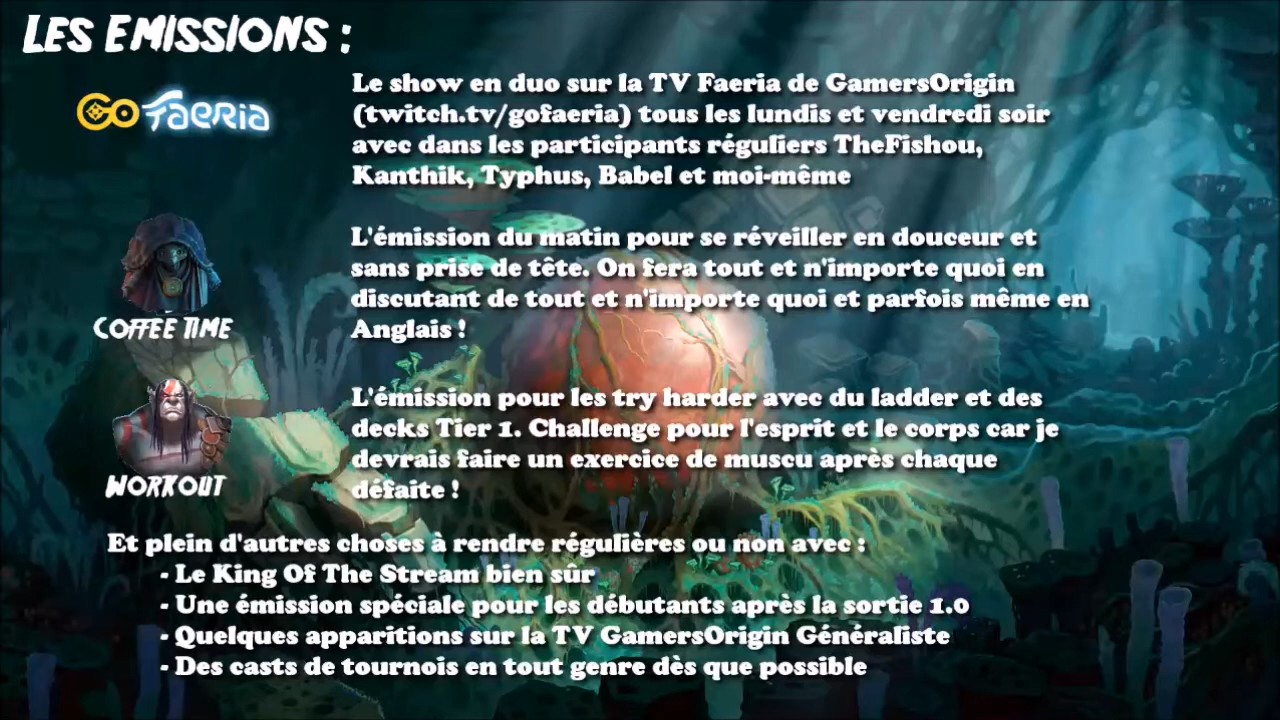 LES EMISSIONS :
GO Faeria
Le show en duo sur la TV Faeria de GamersOrigin
(twitch.tv/gofaeria) tous les lundis et vendredi soir
avec dans les participants réguliers TheFishou,
Kanthik, Typhus, Babel et moi-même
COFFEE TIME
L'émission du matin pour se réveiller en douceur et
sans prise de tête. On fera tout et n'importe quoi en
discutant de tout et n'importe quoi et parfois même en
Anglais !
WORKOUT
L'émission pour les try harder avec du ladder et des
decks Tier 1. Challenge pour l'esprit et le corps car je
devrais faire un exercice de muscu après chaque
défaite !
Et plein d'autres choses à rendre régulières ou non avec :
- Le King Of The Stream bien sûr
- Une émission spéciale pour les débutants après la sortie 1.0
- Quelques apparitions sur la TV GamersOrigin Généraliste
- Des casts de tournois en tout genre dès que possible